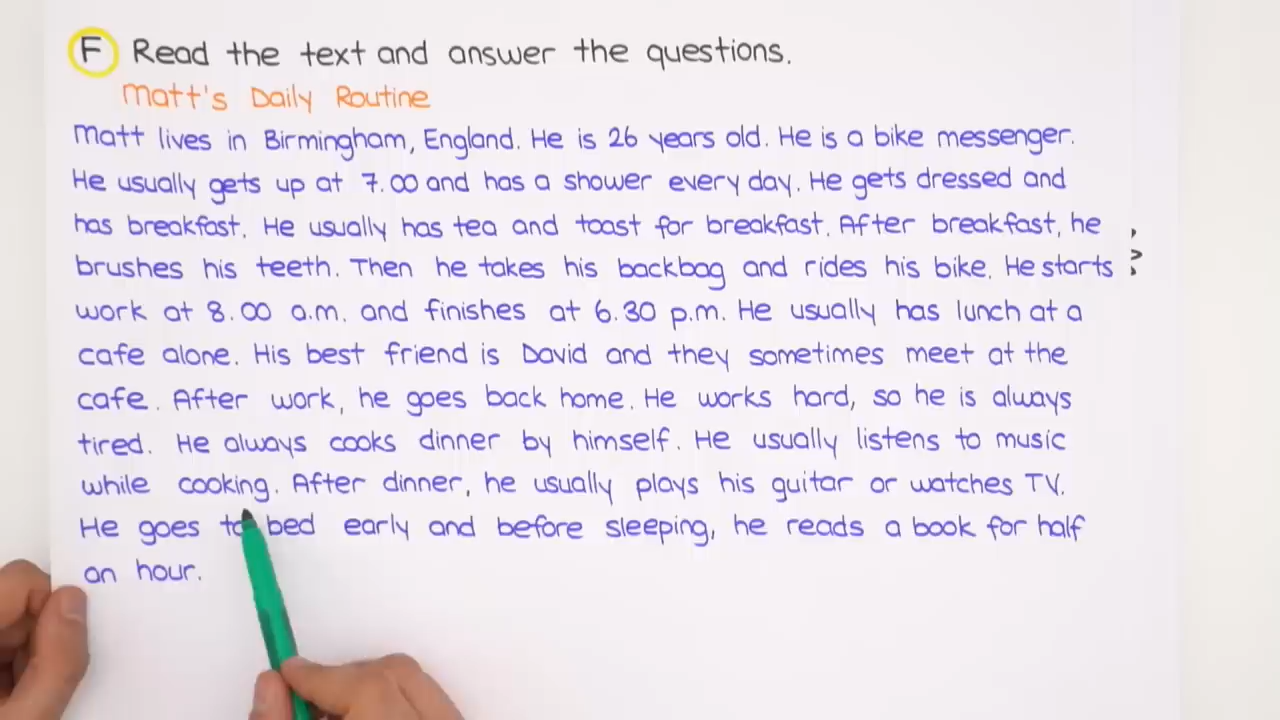 F Read the text and answer the questions.
Matt's Daily Routine
Matt lives in Birmingham, England. He is 26 years old. He is a bike messenger.
He usually gets up at 7.00 and has a shower every day. He gets dressed and
has breakfast. He usually has tea and toast for breakfast. After breakfast, he
brushes his teeth. Then he takes his backbag and rides his bike. He starts
work at 8.00 a.m. and finishes at 6.30 p.m. He usually has lunch at a
cafe alone. His best friend is David and they sometimes meet at the
cafe. After work, he goes back home. He works hard, so he is always
tired. He always cooks dinner by himself. He usually listens to music
while cooking. After dinner, he usually plays his guitar or watches TV.
He goes to bed early and before sleeping, he reads a book for half
an hour.